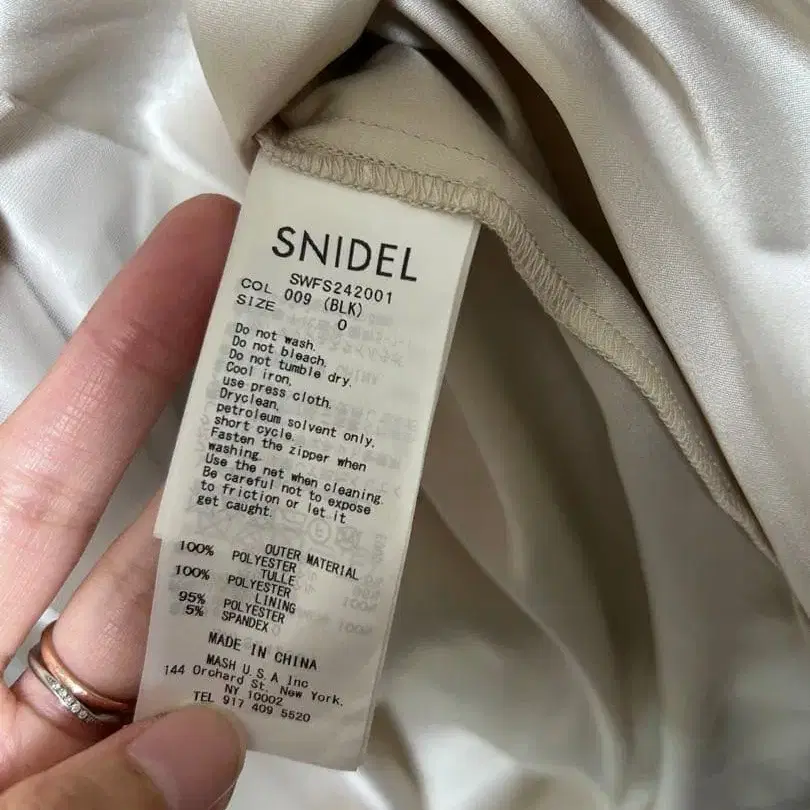 SNIDEL
SWFS242001
COL 009 (BLK)
SIZE 0
Do not wash.
Do not bleach.
Do not tumble dry.
Cool iron.
use press cloth.
Dryclean.
petroleum solvent only.
short cycle.
Fasten the zipper when
washing.
Use the net when cleaning.
Be careful not to expose
to friction or let it
get caught.
OUTER MATERIAL
100% POLYESTER
TULLE
100% POLYESTER
LINING
95% POLYESTER
5% SPANDEX
MADE IN CHINA
MASH U.S.A Inc
144 Orchard St. New York.
NY 10002
TEL 917 409 5520